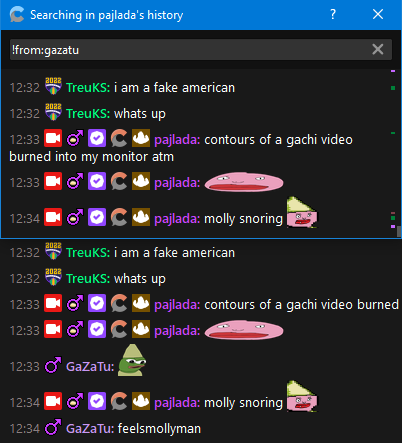 Searching in pajlada's history
!from:gazatu
12:32 2022 TreuKS: i am a fake american
12:32 2022 TreuKS: whats up
12:33 pajlada: contours of a gachi video
burned into my monitor atm
12:33 pajlada:
12:34 pajlada: molly snoring
12:32 2022 TreuKS: i am a fake american
12:32 2022 TreuKS: whats up
12:33 pajlada: contours of a gachi video burned
12:33 pajlada:
12:33 GaZaTu:
12:34 pajlada: molly snoring
12:34 GaZaTu: feelsmollyman